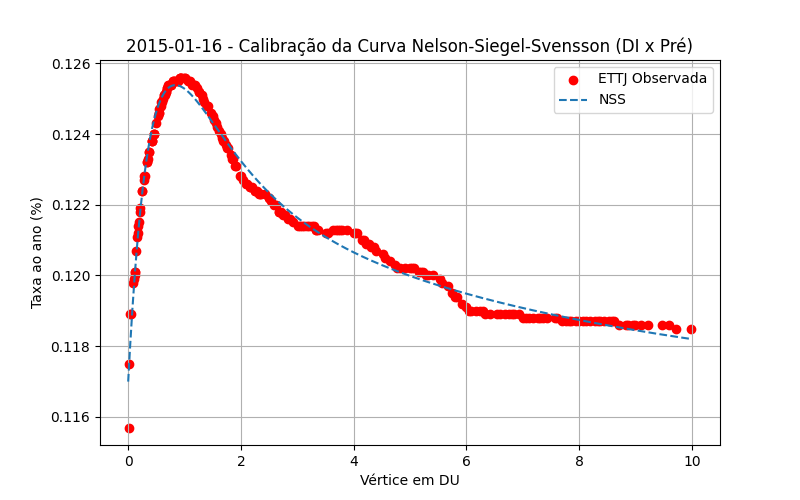 2015-01-16 - Calibração da Curva Nelson-Siegel-Svensson (DI x Pré)
ETTJ Observada
NSS
Taxa ao ano (%)
0.126
0.124
0.122
0.120
0.118
0.116
0 2 4 6 8 10
Vértice em DU